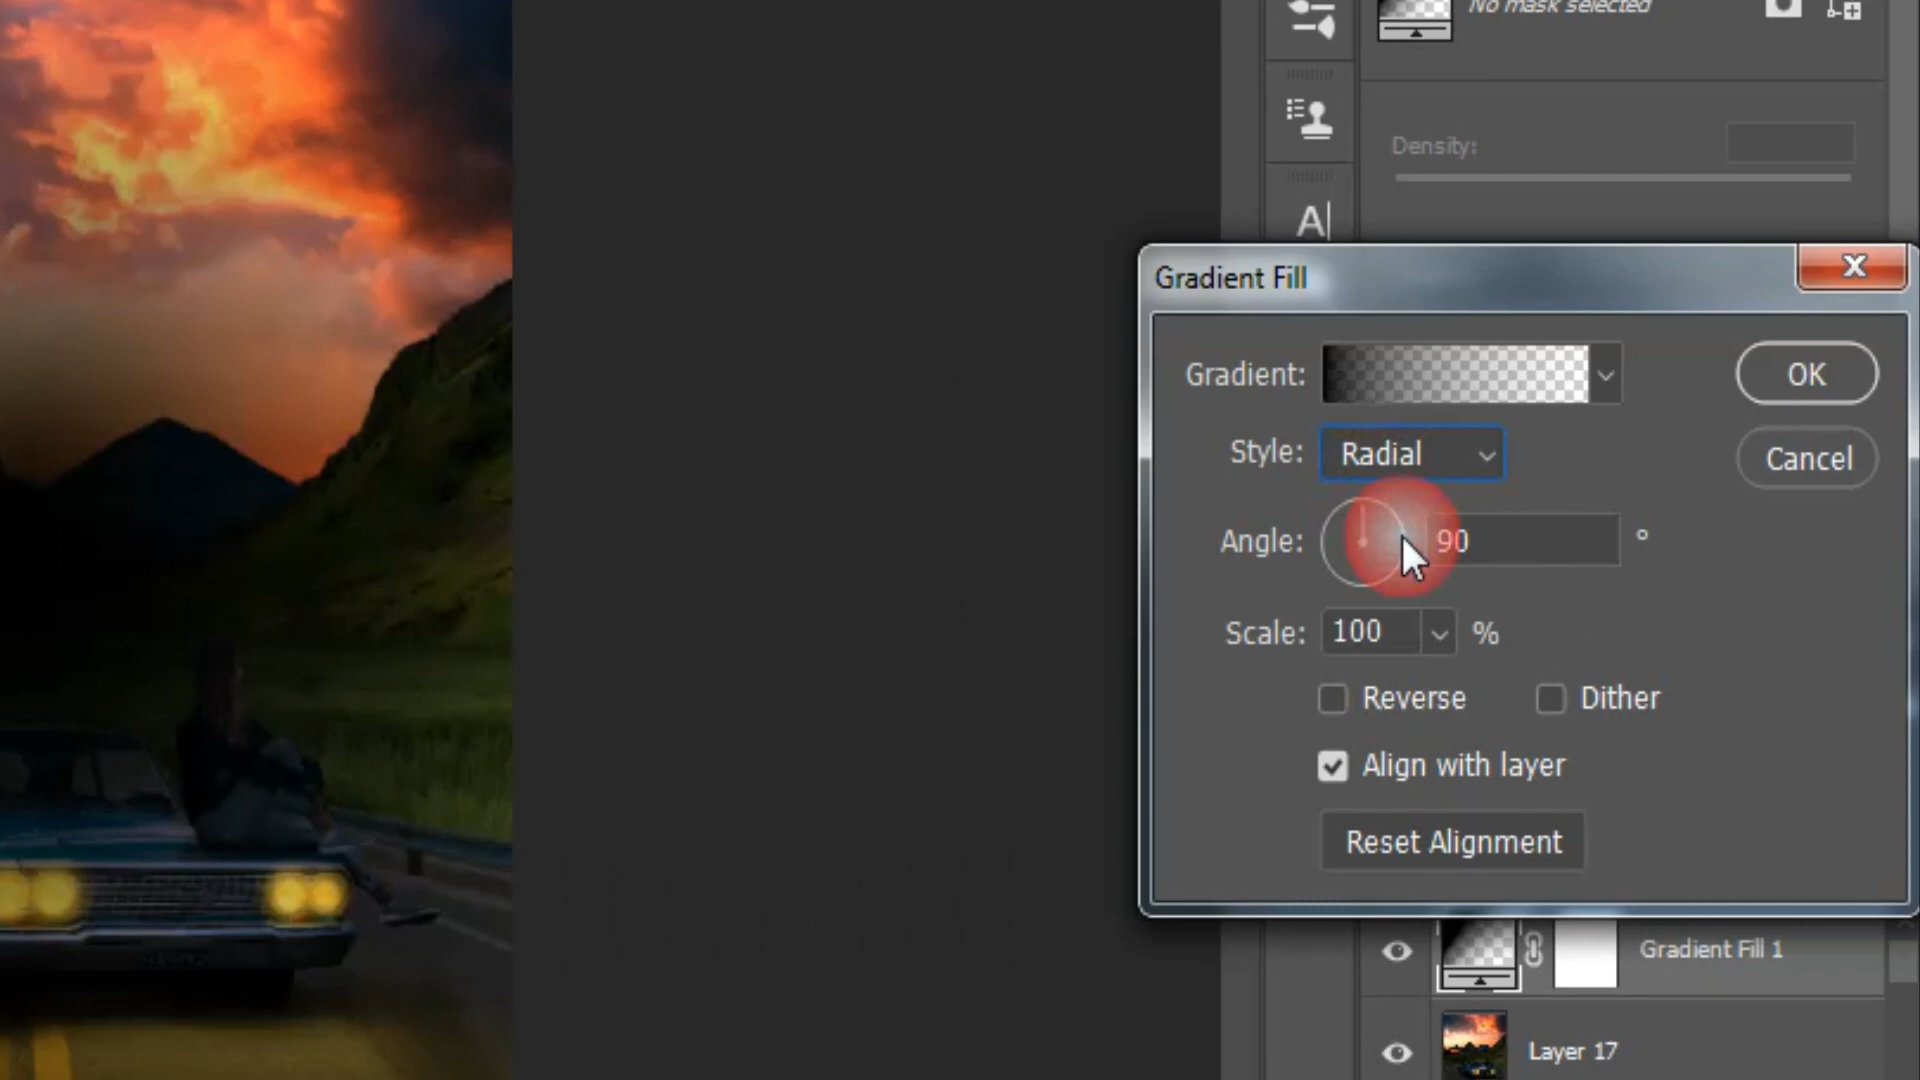 No mask selected
Density:
A|
Gradient Fill
X
Gradient:
OK
Style: Radial
Cancel
Angle: 90 °
Scale: 100 %
Reverse Dither
Align with layer
Reset Alignment
Gradient Fill 1
Layer 17